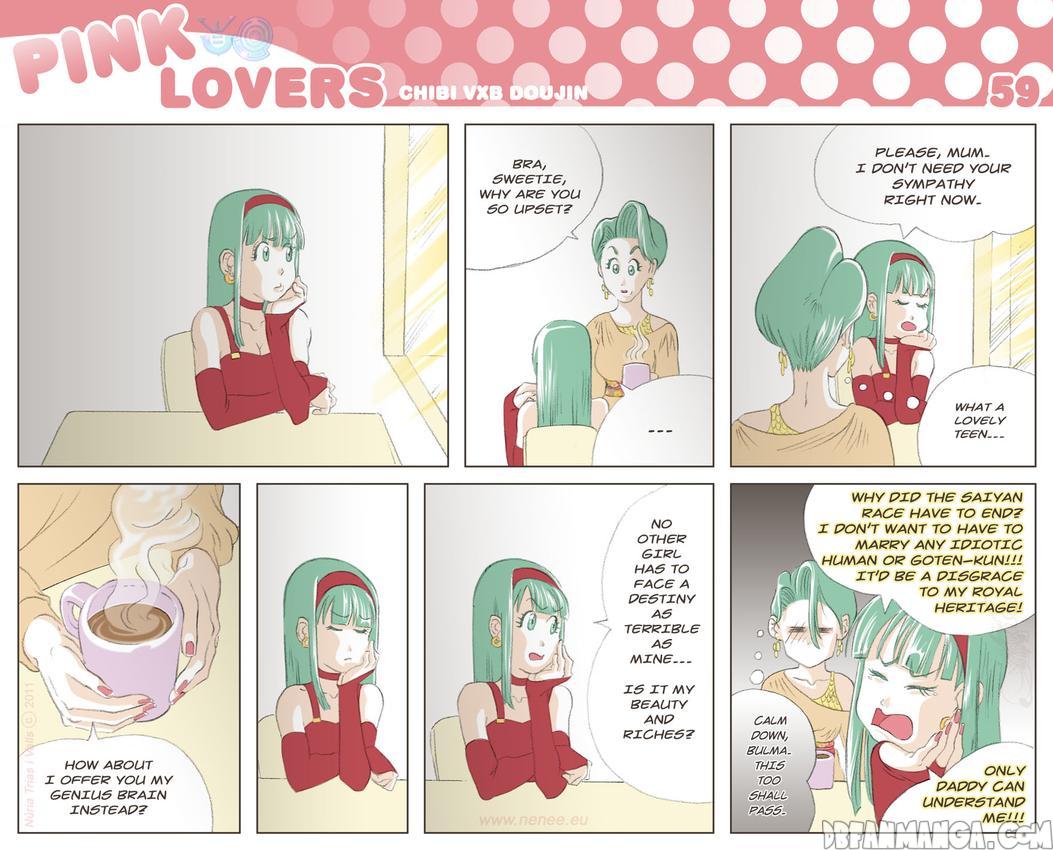 PINK
LOVERS
CHIBI VXB DOUJIN
59
BRA,
SWEETIE,
WHY ARE YOU
SO UPSET?
---
PLEASE, MUM.
I DON'T NEED YOUR
SYMPATHY
RIGHT NOW.
WHAT A
LOVELY
TEEN...
HOW ABOUT
I OFFER YOU MY
GENIUS BRAIN
INSTEAD?
Núria Trias i Valls © 2011
NO
OTHER
GIRL
HAS TO
FACE A
DESTINY
AS
TERRIBLE
AS
MINE...
IS IT MY
BEAUTY
AND
RICHES?
www.nenee.eu
WHY DID THE SAIYAN
RACE HAVE TO END?
I DON'T WANT TO HAVE TO
MARRY ANY IDIOTIC
HUMAN OR GOTEN-KUN!!!
IT'D BE A DISGRACE
TO MY ROYAL
HERITAGE!
CALM
DOWN,
BULMA.
THIS
TOO
SHALL
PASS.
ONLY
DADDY CAN
UNDERSTAND
ME!!!
DBFANMANGA.COM